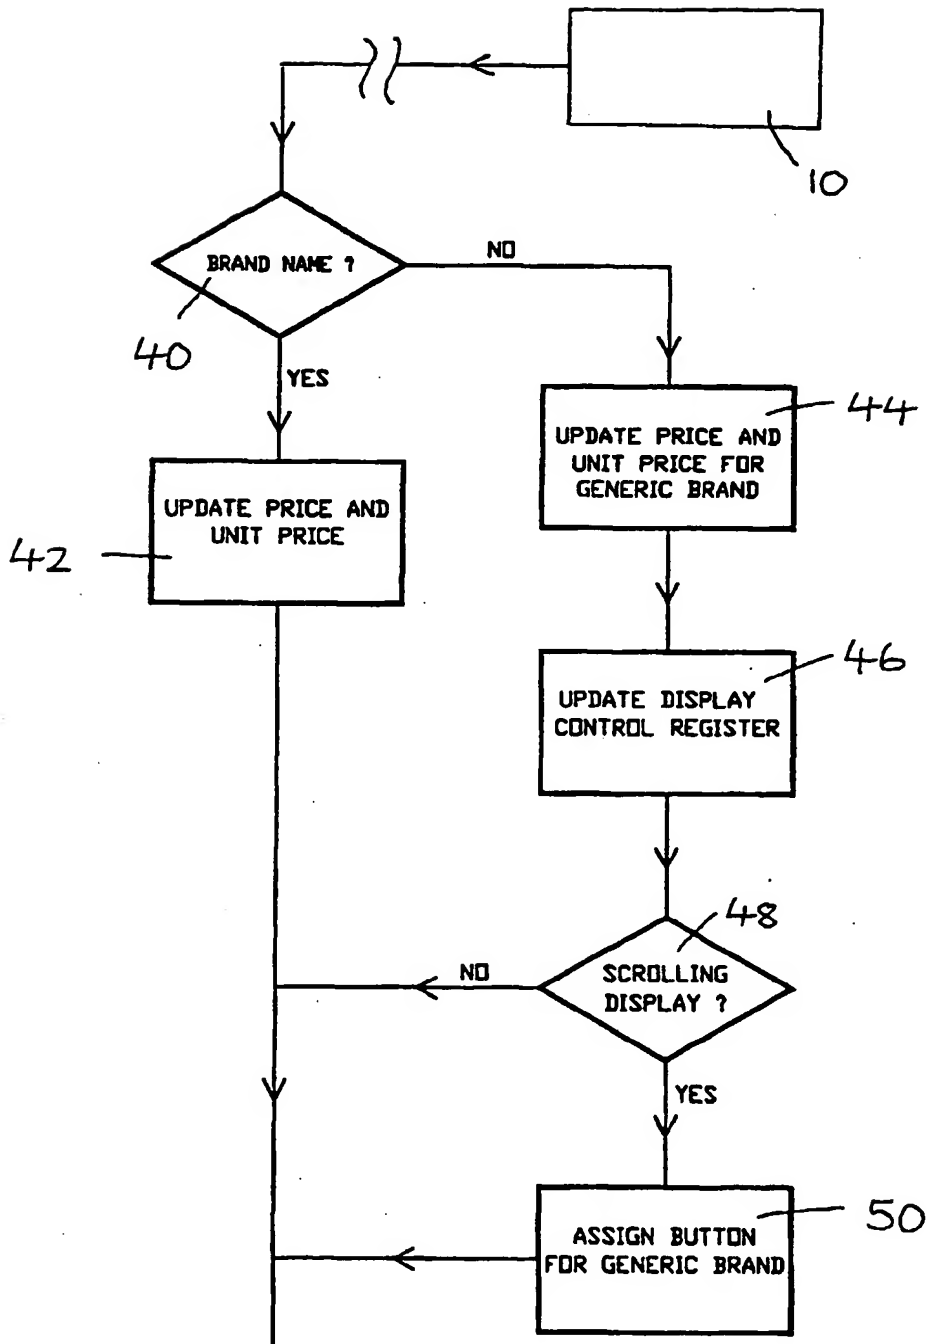 10
BRAND NAME ?
NO
40
YES
44
UPDATE PRICE AND
UNIT PRICE FOR
GENERIC BRAND
UPDATE PRICE AND
UNIT PRICE
42
46
UPDATE DISPLAY
CONTROL REGISTER
48
NO
SCROLLING
DISPLAY ?
YES
50
ASSIGN BUTTON
FOR GENERIC BRAND